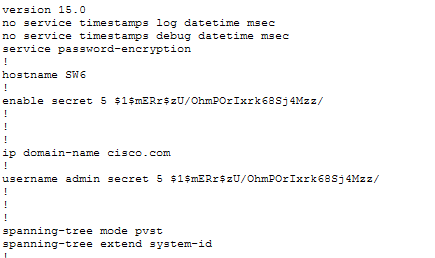 version 15.0
no service timestamps log datetime msec
no service timestamps debug datetime msec
service password-encryption
!
hostname SW6
!
enable secret 5 $1$mERr$zU/OhmPOrIxrk68Sj4Mzz/
!
!
!
ip domain-name cisco.com
!
username admin secret 5 $1$mERr$zU/OhmPOrIxrk68Sj4Mzz/
!
!
!
spanning-tree mode pvst
spanning-tree extend system-id
!